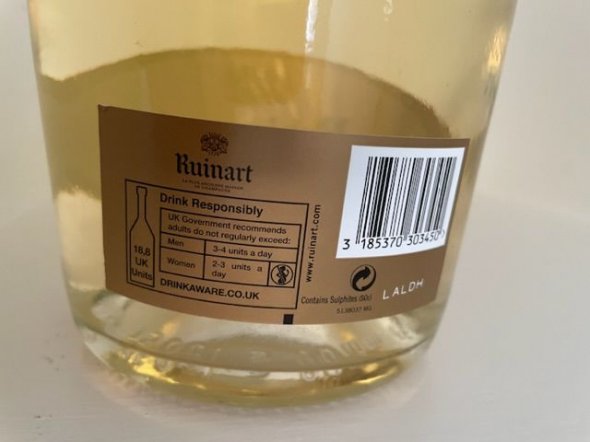 Ruinart
Drink Responsibly
UK Government recommends
adults do not regularly exceed:
Men 3-4 units a day
Women 2-3 units a
day
18,8
UK
Units
DRINKAWARE.CO.UK
www.ruinart.com
3 185370 303450
Contains Sulphites (SO2)
LALDH